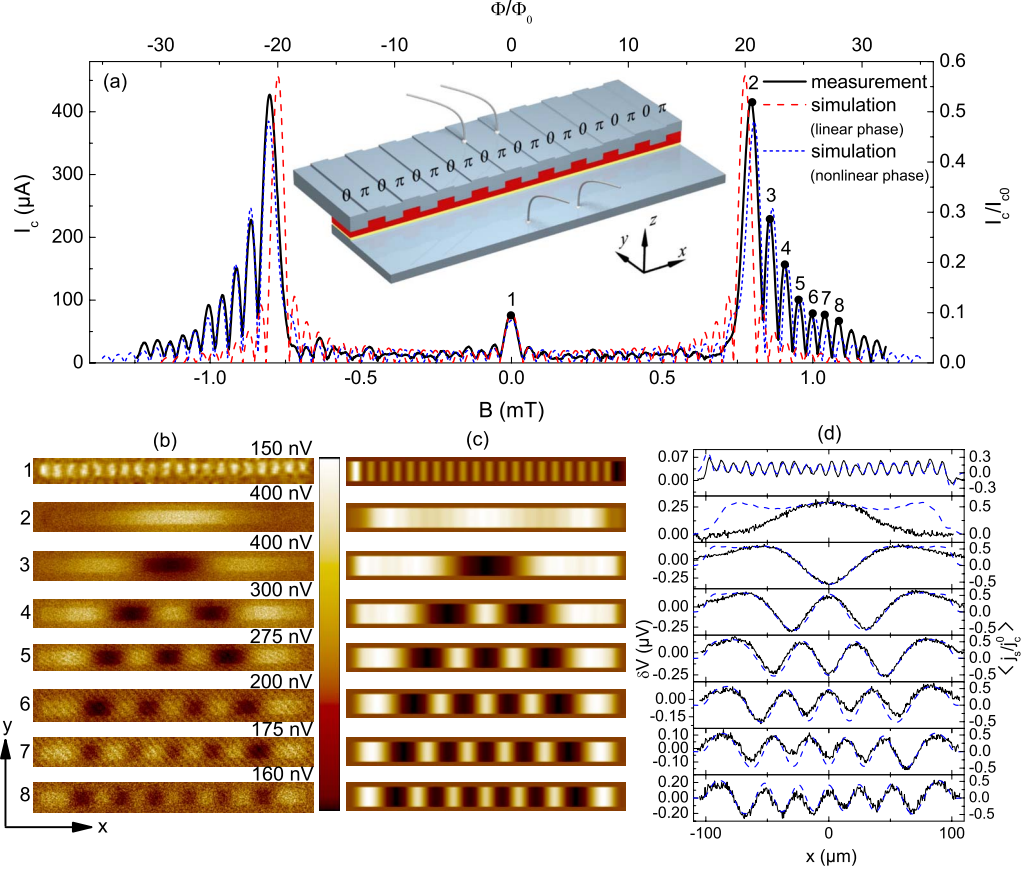 Φ/Φ0
-30 -20 -10 0 10 20 30
(a)
2
measurement
simulation
(linear phase)
simulation
(nonlinear phase)
0 π 0 π 0 π 0 π 0 π 0 π 0 π 0 π 0 π 0 π
z
y
x
1
3
4
5
6
7
8
400
300
200
100
0
Ic (µA)
0.6
0.5
0.4
0.3
0.2
0.1
0.0
Ic/Ic0
-1.0 -0.5 0.0 0.5 1.0
B (mT)
(b)
(c)
(d)
1 150 nV
2 400 nV
3 400 nV
4 300 nV
5 275 nV
6 200 nV
7 175 nV
8 160 nV
y
x
0.07
0.00
0.3
-0.3
0.25
0.00
0.5
0.0
0.00
-0.25
0.5
0.0
-0.5
0.00
-0.25
0.5
0.0
-0.5
0.00
-0.25
0.5
0.0
-0.5
0.00
-0.15
0.5
0.0
-0.5
0.10
0.00
-0.10
0.5
0.0
-0.5
0.20
0.00
-0.20
0.5
0.0
-0.5
δV (µV)
< js/jc0 >
-100 0 100
x (µm)